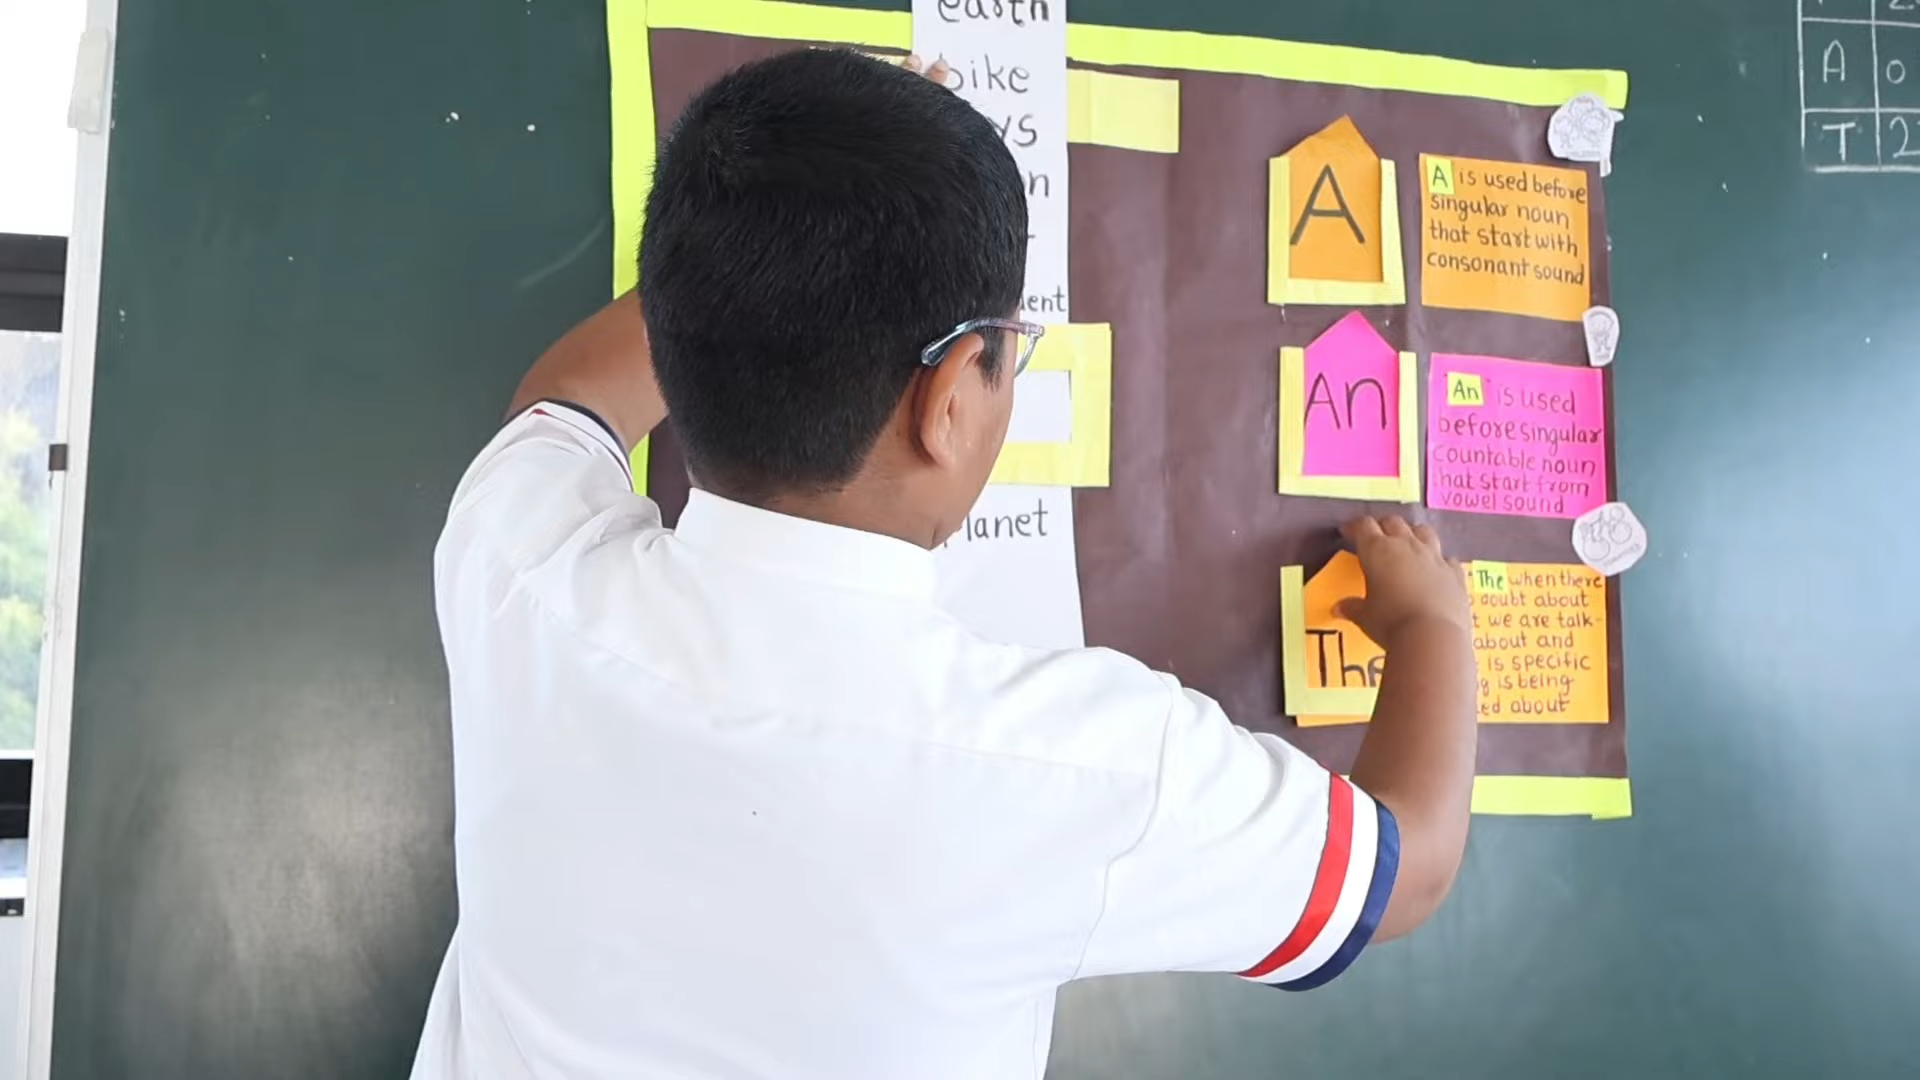 earth
bike
planet
A
A is used before
singular noun
that start with
consonant sound
An
"An" is used
before singular
countable noun
that start from
vowel sound
The
"The when there
doubt about
we are talk-
about and
is specific
is being
about
A 0
T